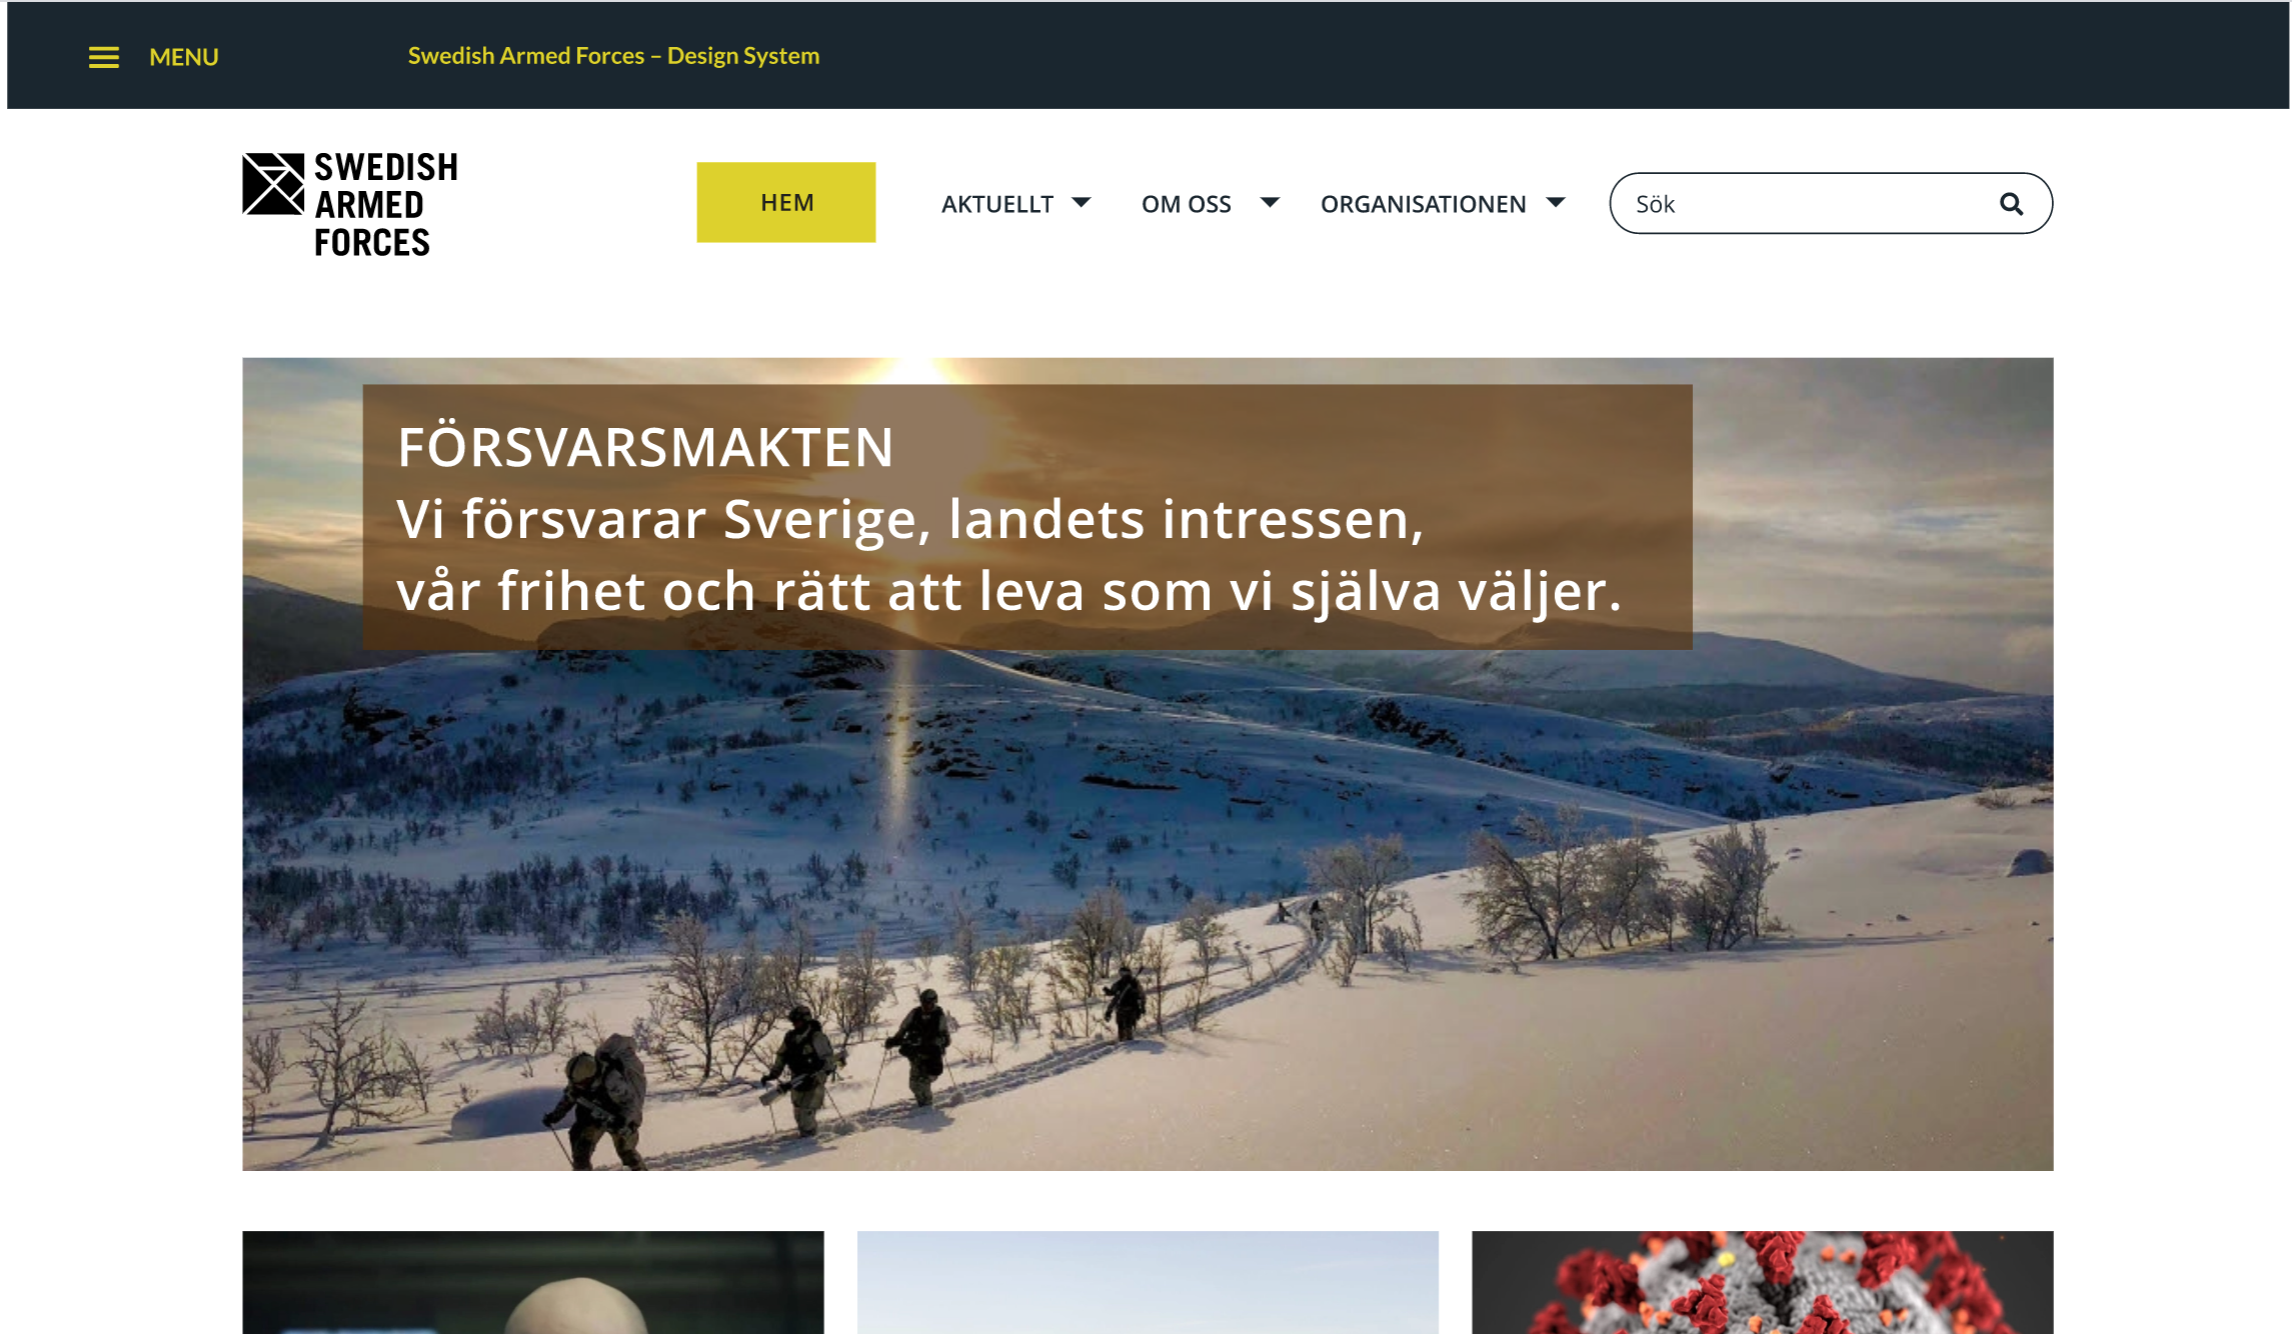 MENU
Swedish Armed Forces – Design System
SWEDISH
ARMED
FORCES
HEM
AKTUELLT
OM OSS
ORGANISATIONEN
Sök
FÖRSVARSMAKTEN
Vi försvarar Sverige, landets intressen,
vår frihet och rätt att leva som vi själva väljer.